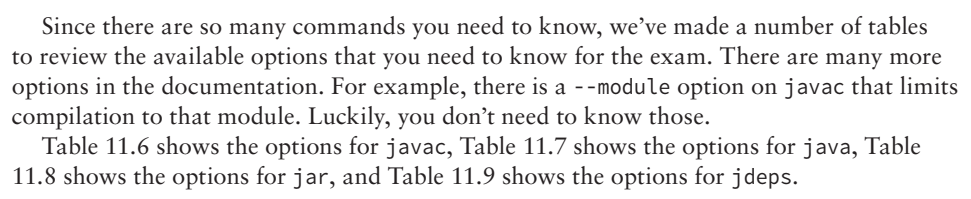 Since there are so many commands you need to know, we’ve made a number of tables
to review the available options that you need to know for the exam. There are many more
options in the documentation. For example, there is a --module option on javac that limits
compilation to that module. Luckily, you don’t need to know those.
Table 11.6 shows the options for javac, Table 11.7 shows the options for java, Table
11.8 shows the options for jar, and Table 11.9 shows the options for jdeps.